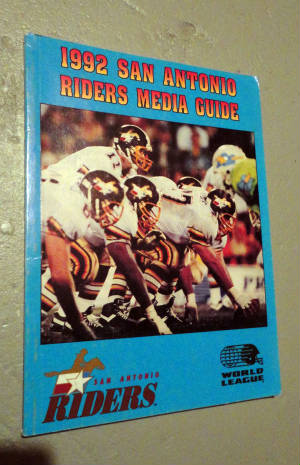 1992 SAN ANTONIO
RIDERS MEDIA GUIDE
SAN ANTONIO
RIDERS
WORLD
LEAGUE